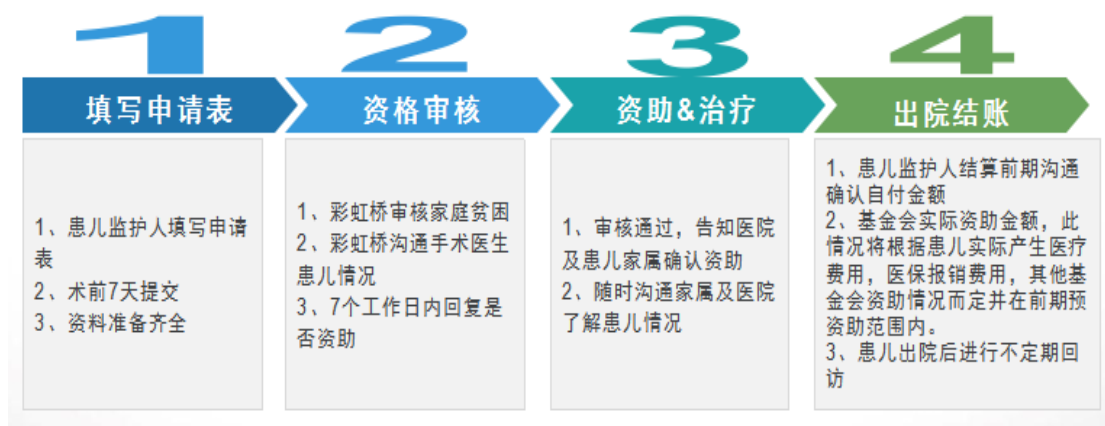 1
填写申请表
1、患儿监护人填写申请
表
2、术前7天提交
3、资料准备齐全
2
资格审核
1、彩虹桥审核家庭贫困
2、彩虹桥沟通手术医生
患儿情况
3、7个工作日内回复是
否资助
3
资助&治疗
1、审核通过，告知医院
及患儿家属确认资助
2、随时沟通家属及医院
了解患儿情况
4
出院结账
1、患儿监护人结算前期沟通
确认自付金额
2、基金会实际资助金额，此
情况将根据患儿实际产生医疗
费用，医保报销费用，其他基
金会资助情况而定并在前期预
资助范围内。
3、患儿出院后进行不定期回
访